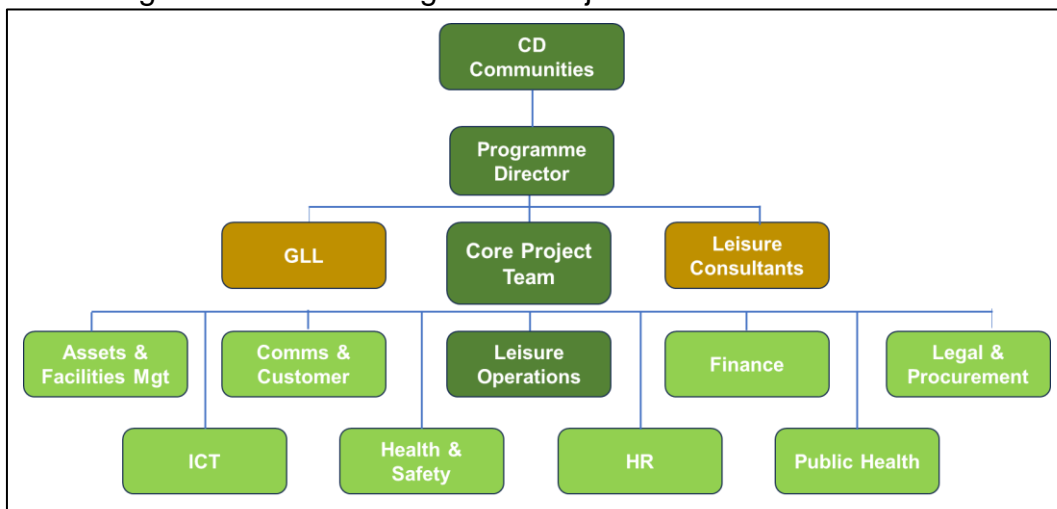 CD
Communities
Programme
Director
GLL
Core Project
Team
Leisure
Consultants
Assets &
Facilities Mgt
Comms &
Customer
Leisure
Operations
Finance
Legal &
Procurement
ICT
Health &
Safety
HR
Public Health